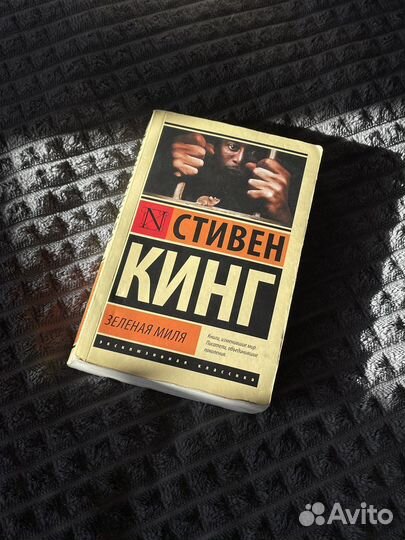 N
СТИВЕН
КИНГ
ЗЕЛЕНАЯ МИЛЯ
Книги, изменившие мир.
Писатели, объединившие
поколения.
ЭКСКЛЮЗИВНАЯ КЛАССИКА
Avito